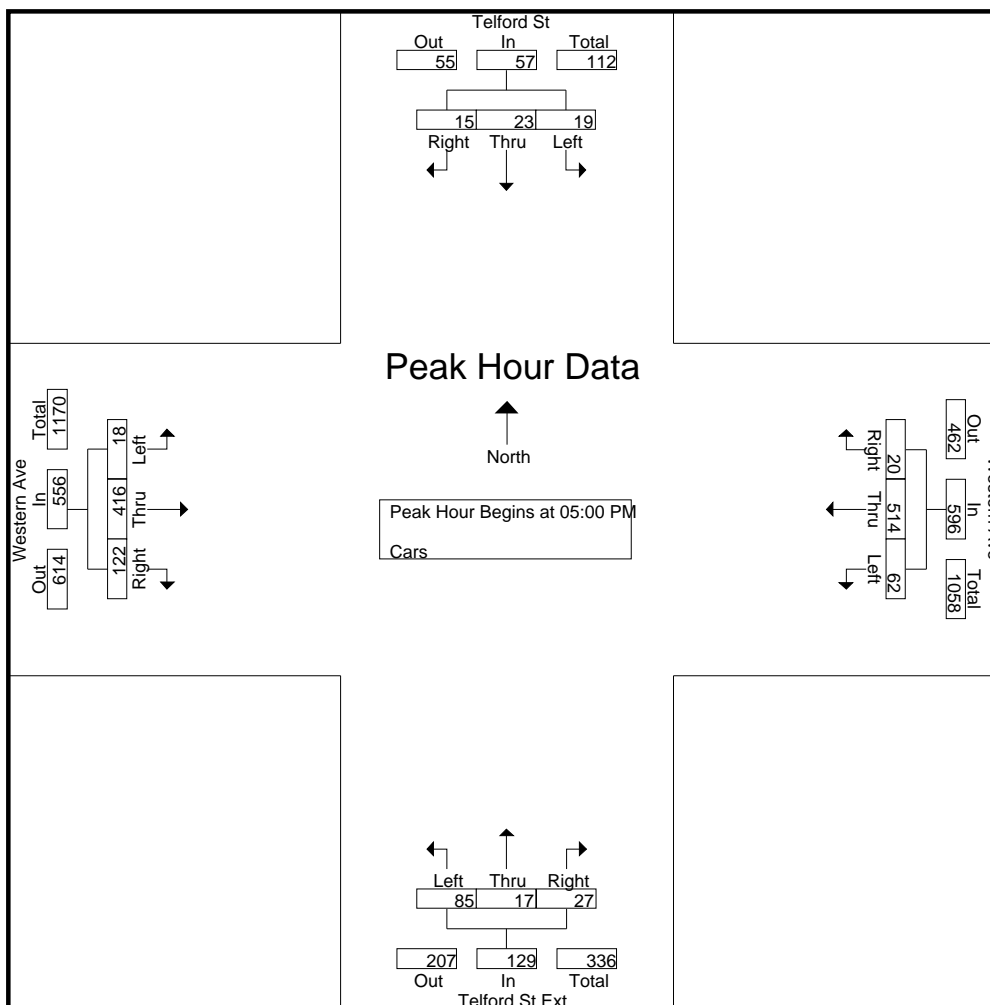 Telford St
Out In Total
55 57 112
15 23 19
Right Thru Left
Peak Hour Data
North
Peak Hour Begins at 05:00 PM
Cars
Western Ave
Total In Out
1170 556 614
18 416 122
Left Thru Right
Out In Total
462 596 1058
20 514 62
Right Thru Left
Left Thru Right
85 17 27
207 129 336
Out In Total
Telford St Ext